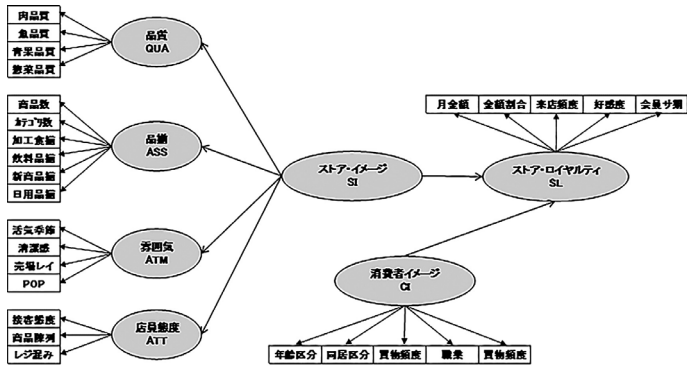 肉品質
魚品質
青果品質
惣菜品質
品質
QUA
商品数
ｶﾃｺﾞﾘ数
加工食揃
飲料品揃
新商品揃
日用品揃
品揃
ASS
活気季節
清潔感
売場レイ
POP
雰囲気
ATM
接客態度
商品陳列
レジ混み
店員態度
ATT
ストア・イメージ
SI
月金額
金額割合
来店頻度
好感度
会員サ期
ストア・ロイヤルティ
SL
消費者イメージ
CI
年齢区分
同居区分
買物頻度
職業
買物頻度